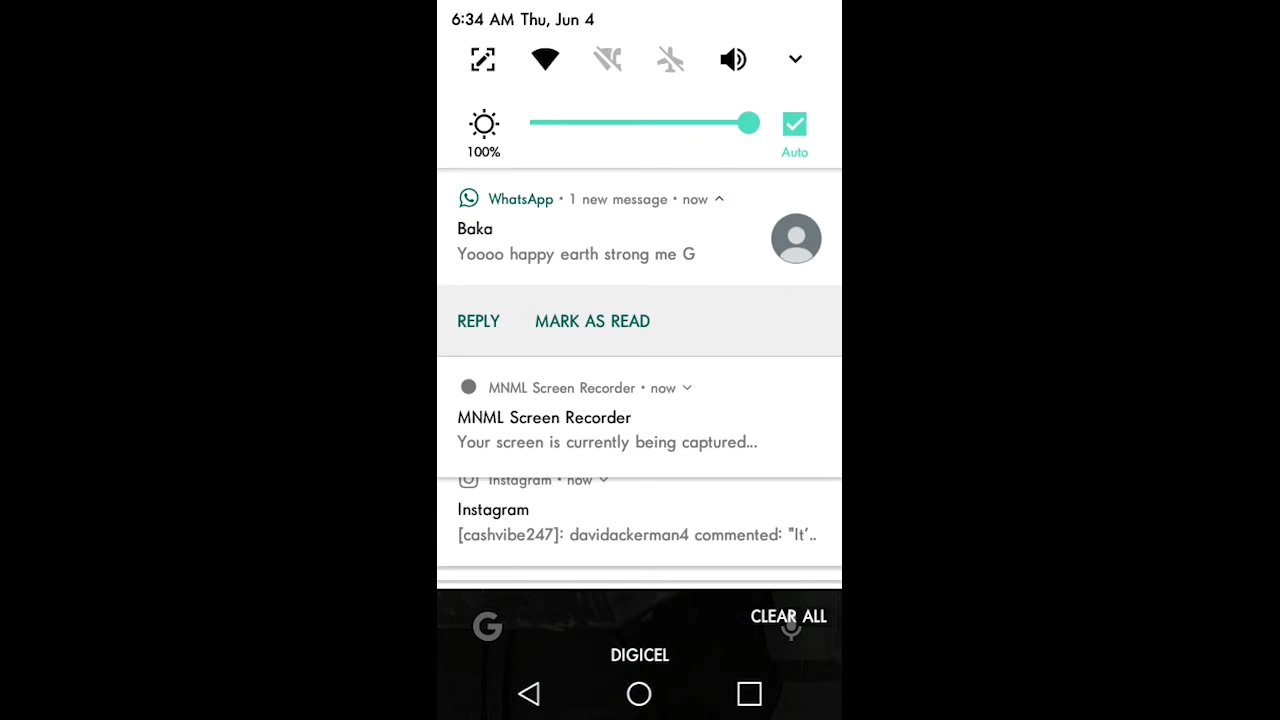 6:34 AM Thu, Jun 4
100%
Auto
WhatsApp • 1 new message • now
Baka
Yoooo happy earth strong me G
REPLY MARK AS READ
MNML Screen Recorder • now
MNML Screen Recorder
Your screen is currently being captured...
Instagram • now
Instagram
[cashvibe247]: davidackerman4 commented: "It’..
G
CLEAR ALL
DIGICEL